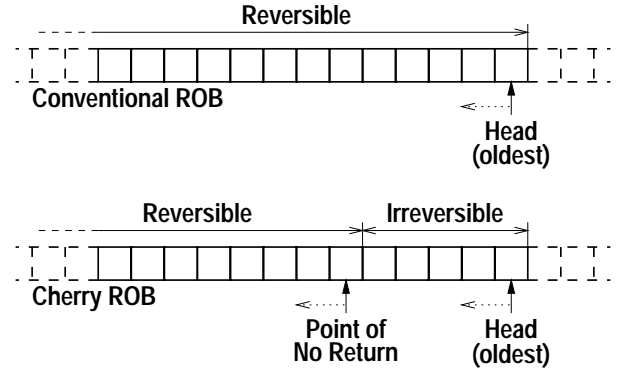 Reversible
Conventional ROB
Head
(oldest)
Reversible
Irreversible
Cherry ROB
Point of
No Return
Head
(oldest)